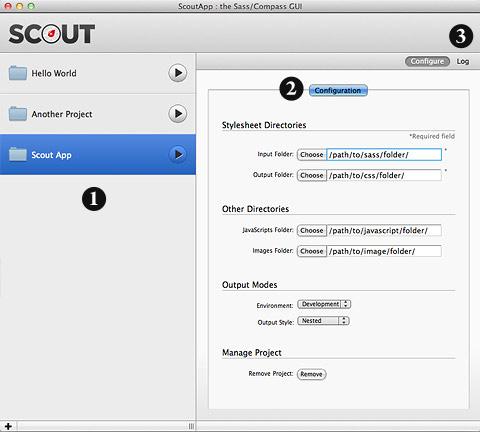 ScoutApp : the Sass/Compass GUI
SCOUT
3
Configure Log
Hello World
Another Project
Scout App
1
2
Configuration
Stylesheet Directories
*Required field
Input Folder: Choose /path/to/sass/folder/ *
Output Folder: Choose /path/to/css/folder/ *
Other Directories
JavaScripts Folder: Choose /path/to/javascript/folder/
Images Folder: Choose /path/to/image/folder/
Output Modes
Environment: Development
Output Style: Nested
Manage Project
Remove Project: Remove
+